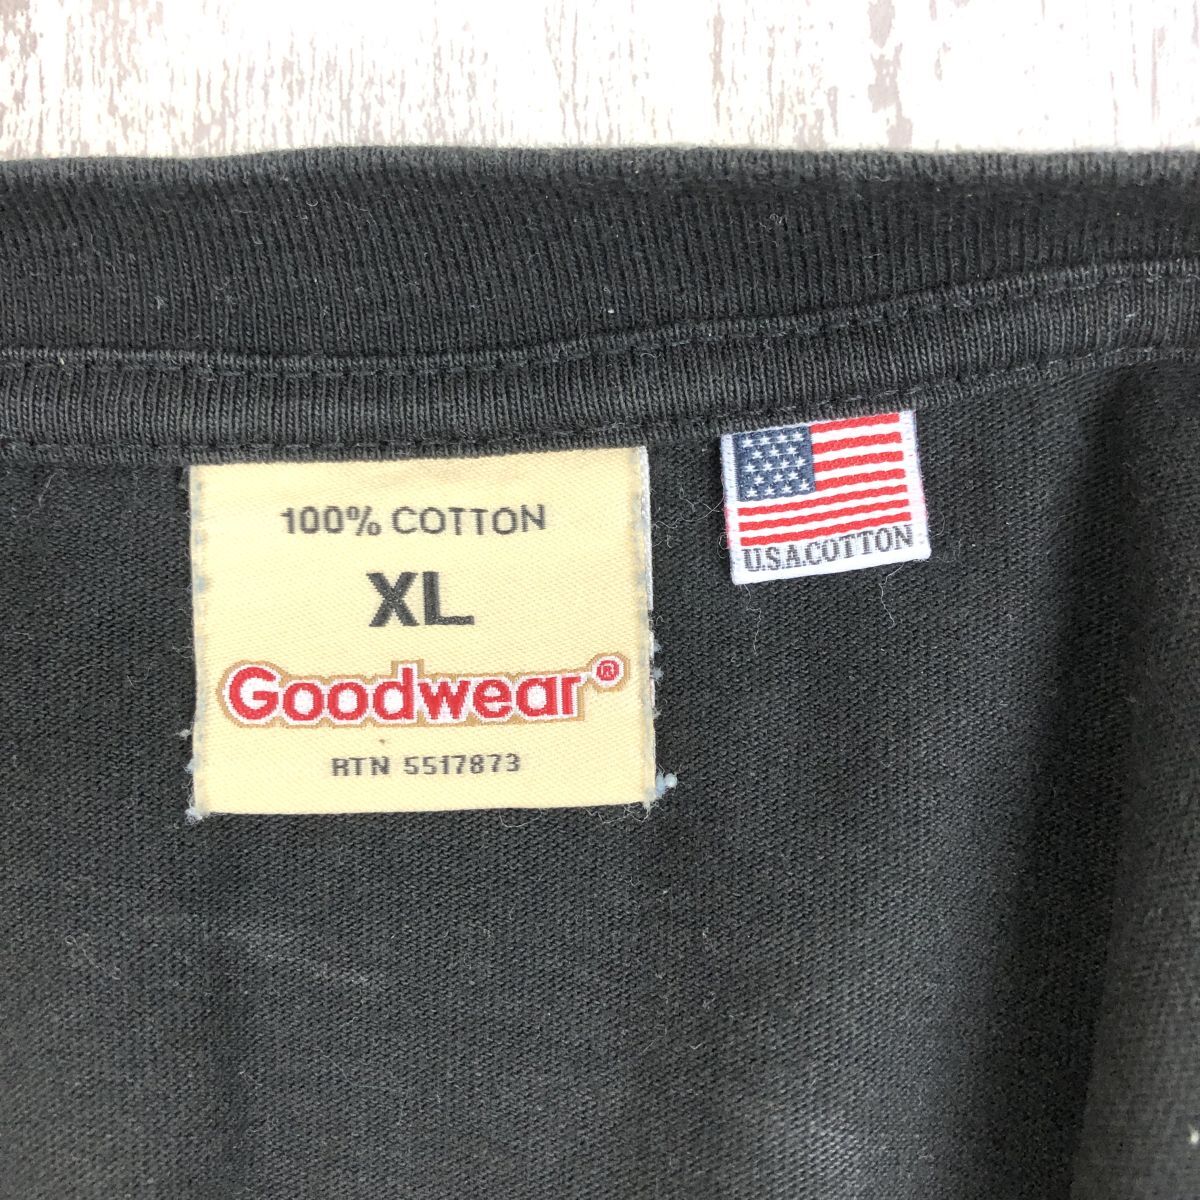 100% COTTON
XL
Goodwear®
RTN 5517873
U.S.A.COTTON